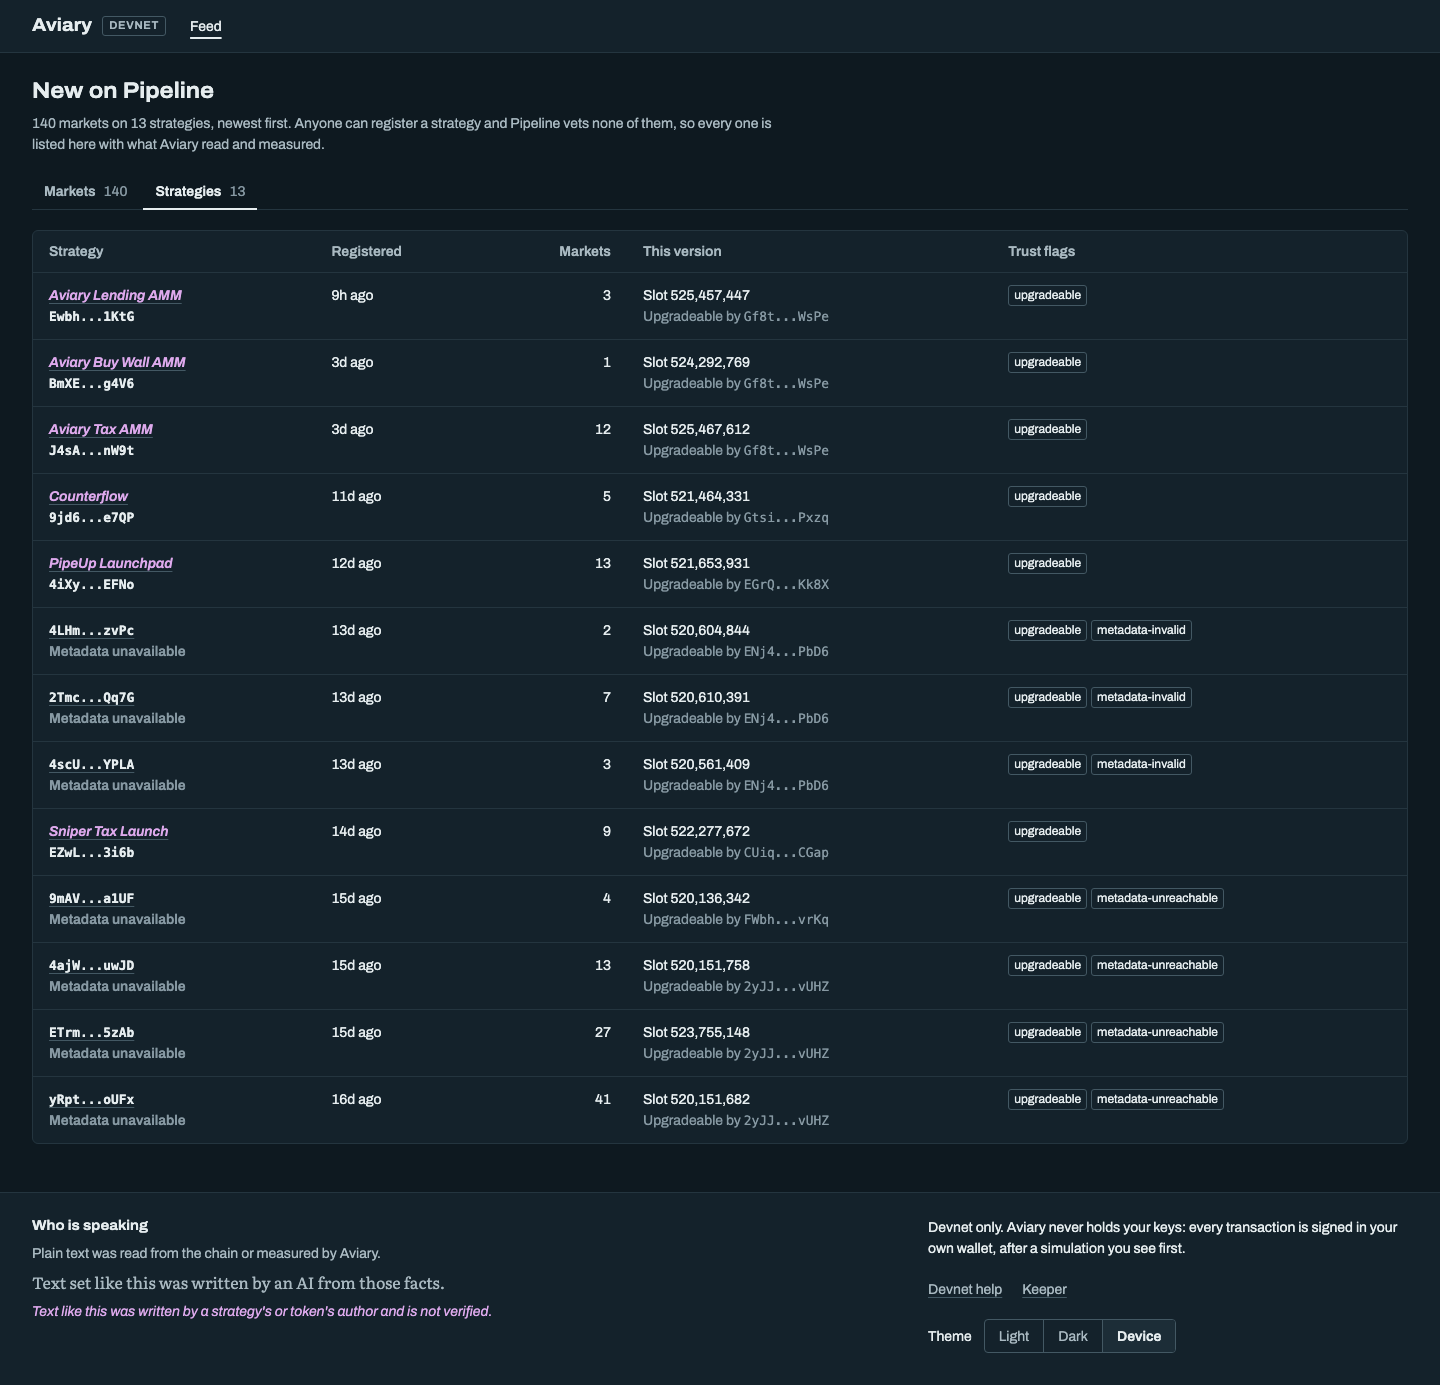 Aviary DEVNET Feed
New on Pipeline
140 markets on 13 strategies, newest first. Anyone can register a strategy and Pipeline vets none of them, so every one is
listed here with what Aviary read and measured.
Markets 140 Strategies 13
Strategy Registered Markets This version Trust flags
Aviary Lending AMM 9h ago 3 Slot 525,457,447 upgradeable
Ewbh...1KtG Upgradeable by Gf8t...WsPe
Aviary Buy Wall AMM 3d ago 1 Slot 524,292,769 upgradeable
BmXE...g4V6 Upgradeable by Gf8t...WsPe
Aviary Tax AMM 3d ago 12 Slot 525,467,612 upgradeable
J4sA...nW9t Upgradeable by Gf8t...WsPe
Counterflow 11d ago 5 Slot 521,464,331 upgradeable
9jd6...e7QP Upgradeable by Gtsi...Pxzq
PipeUp Launchpad 12d ago 13 Slot 521,653,931 upgradeable
4iXy...EFNo Upgradeable by EGrQ...Kk8X
4LHm...zvPc 13d ago 2 Slot 520,604,844 upgradeable metadata-invalid
Metadata unavailable Upgradeable by ENj4...PbD6
2Tmc...Qq7G 13d ago 7 Slot 520,610,391 upgradeable metadata-invalid
Metadata unavailable Upgradeable by ENj4...PbD6
4scU...YPLA 13d ago 3 Slot 520,561,409 upgradeable metadata-invalid
Metadata unavailable Upgradeable by ENj4...PbD6
Sniper Tax Launch 14d ago 9 Slot 522,277,672 upgradeable
EZwL...3i6b Upgradeable by CUiq...CGap
9mAV...a1UF 15d ago 4 Slot 520,136,342 upgradeable metadata-unreachable
Metadata unavailable Upgradeable by FWbh...vrKq
4ajW...uwJD 15d ago 13 Slot 520,151,758 upgradeable metadata-unreachable
Metadata unavailable Upgradeable by 2yJJ...vUHZ
ETrm...5zAb 15d ago 27 Slot 523,755,148 upgradeable metadata-unreachable
Metadata unavailable Upgradeable by 2yJJ...vUHZ
yRpt...oUFx 16d ago 41 Slot 520,151,682 upgradeable metadata-unreachable
Metadata unavailable Upgradeable by 2yJJ...vUHZ
Who is speaking
Plain text was read from the chain or measured by Aviary.
Text set like this was written by an AI from those facts.
Text like this was written by a strategy's or token's author and is not verified.
Devnet only. Aviary never holds your keys: every transaction is signed in your
own wallet, after a simulation you see first.
Devnet help Keeper
Theme Light Dark Device